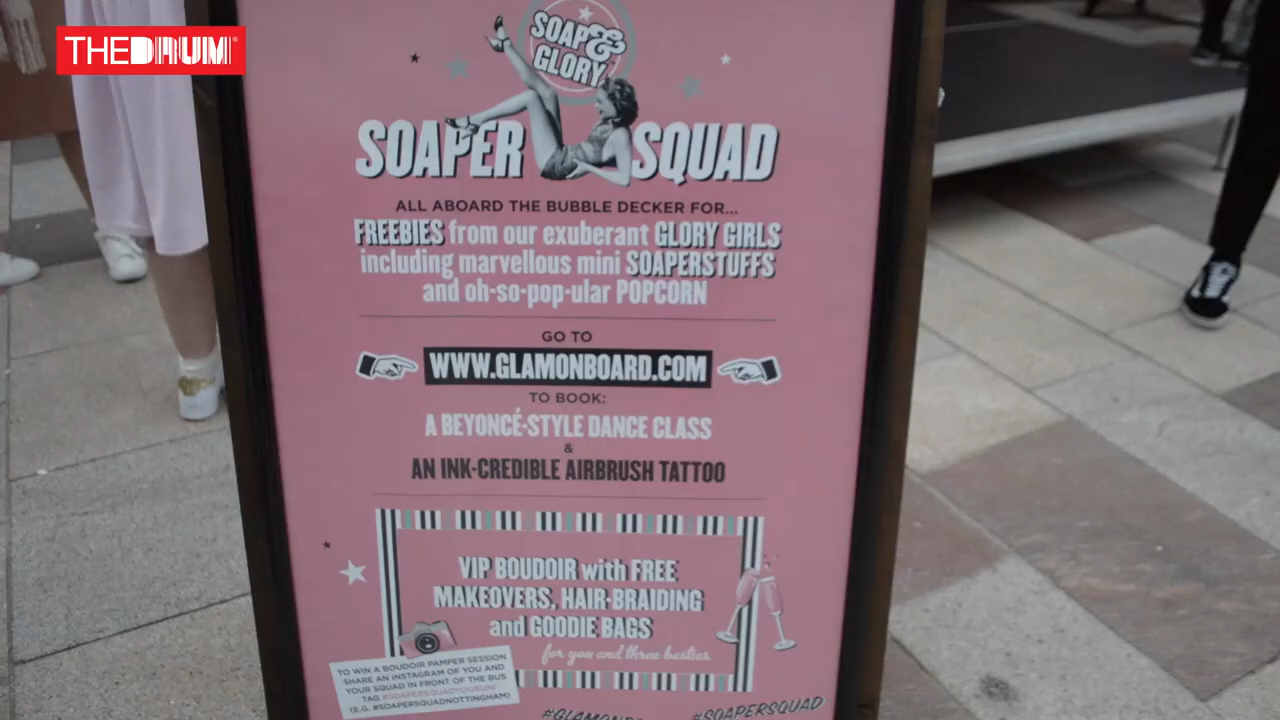 THEDRUM
SOAP &
GLORY
SOAPER SQUAD
ALL ABOARD THE BUBBLE DECKER FOR...
FREEBIES from our exuberant GLORY GIRLS
including marvellous mini SOAPERSTUFFS
and oh-so-pop-ular POPCORN
GO TO
WWW.GLAMONBOARD.COM
TO BOOK:
A BEYONCÉ-STYLE DANCE CLASS
&
AN INK-CREDIBLE AIRBRUSH TATTOO
VIP BOUDOIR with FREE
MAKEOVERS, HAIR-BRAIDING
and GOODIE BAGS
for you and three besties.
TO WIN A BOUDOIR PAMPER SESSION
SHARE AN INSTAGRAM OF YOU AND
YOUR SQUAD IN FRONT OF THE BUS
TAG #SOAPERSQUADYOURUNI
(E.G. #SOAPERSQUADNOTTINGHAM)
#SOAPERSQUAD